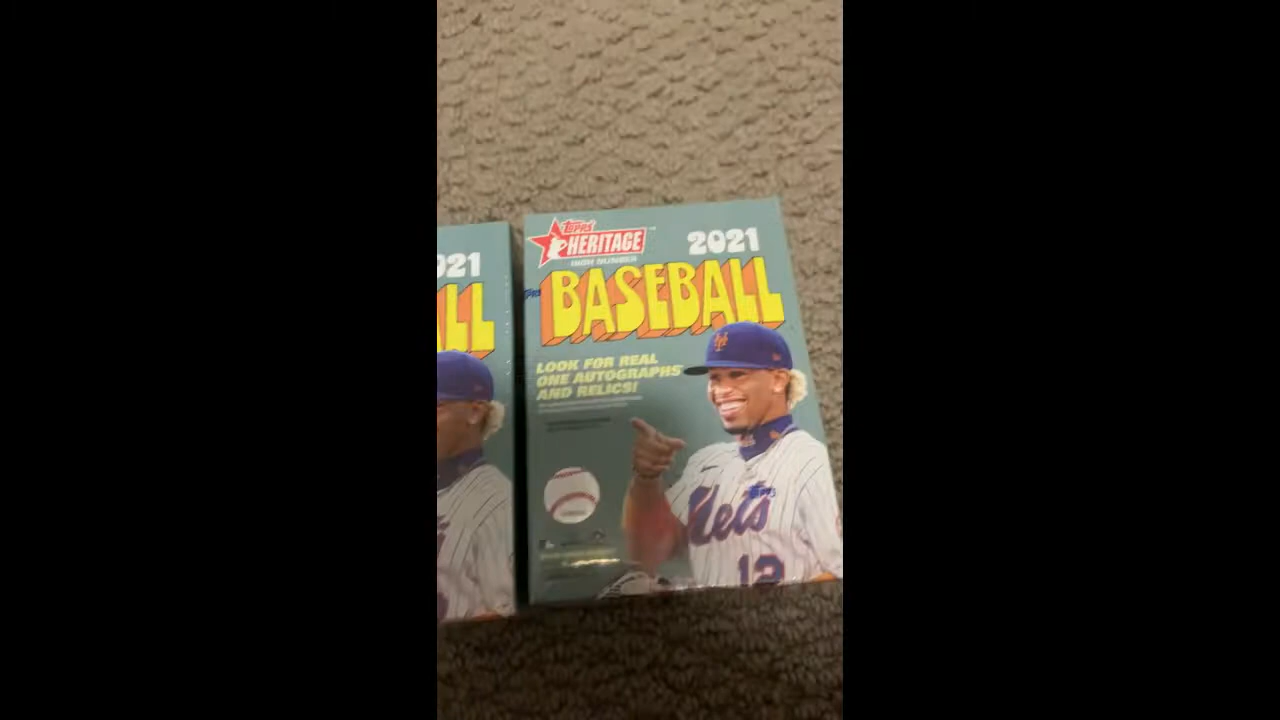 021
ALL
Topps
HERITAGE
HIGH NUMBER
2021
BASEBALL
LOOK FOR REAL
ONE AUTOGRAPHS
AND RELICS!
Mets
12